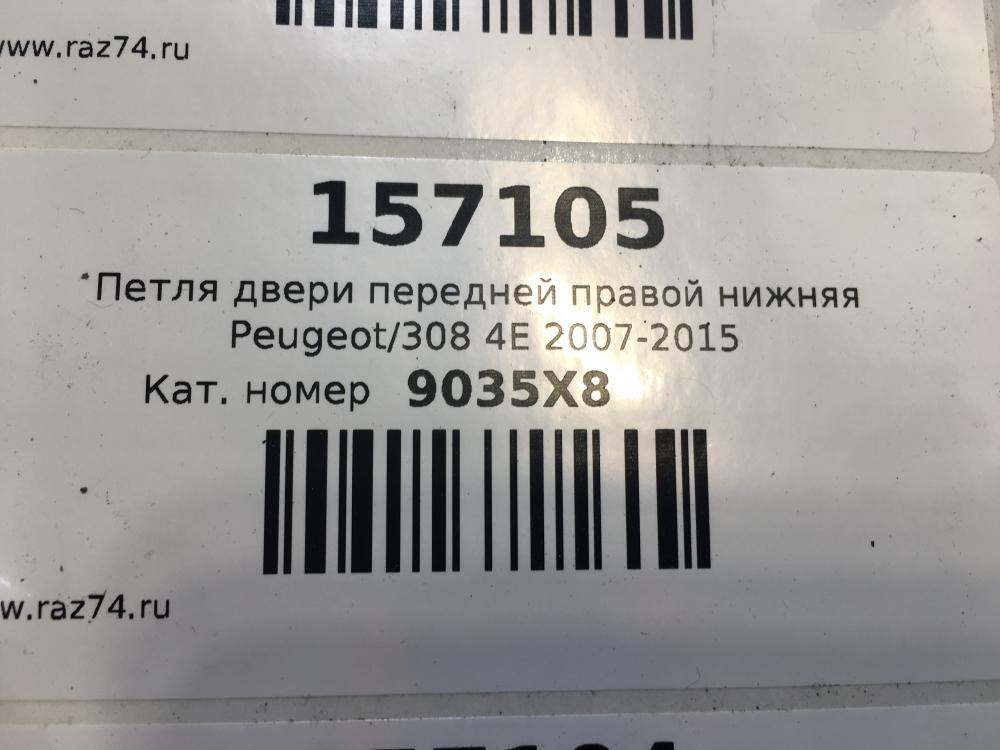 www.raz74.ru
157105
Петля двери передней правой нижняя
Peugeot/308 4E 2007-2015
Кат. номер 9035X8
w.raz74.ru